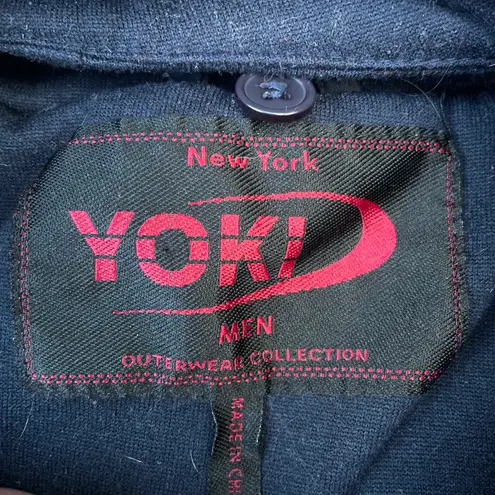 New York
YOKI
MEN
OUTERWEAR COLLECTION
MADE IN